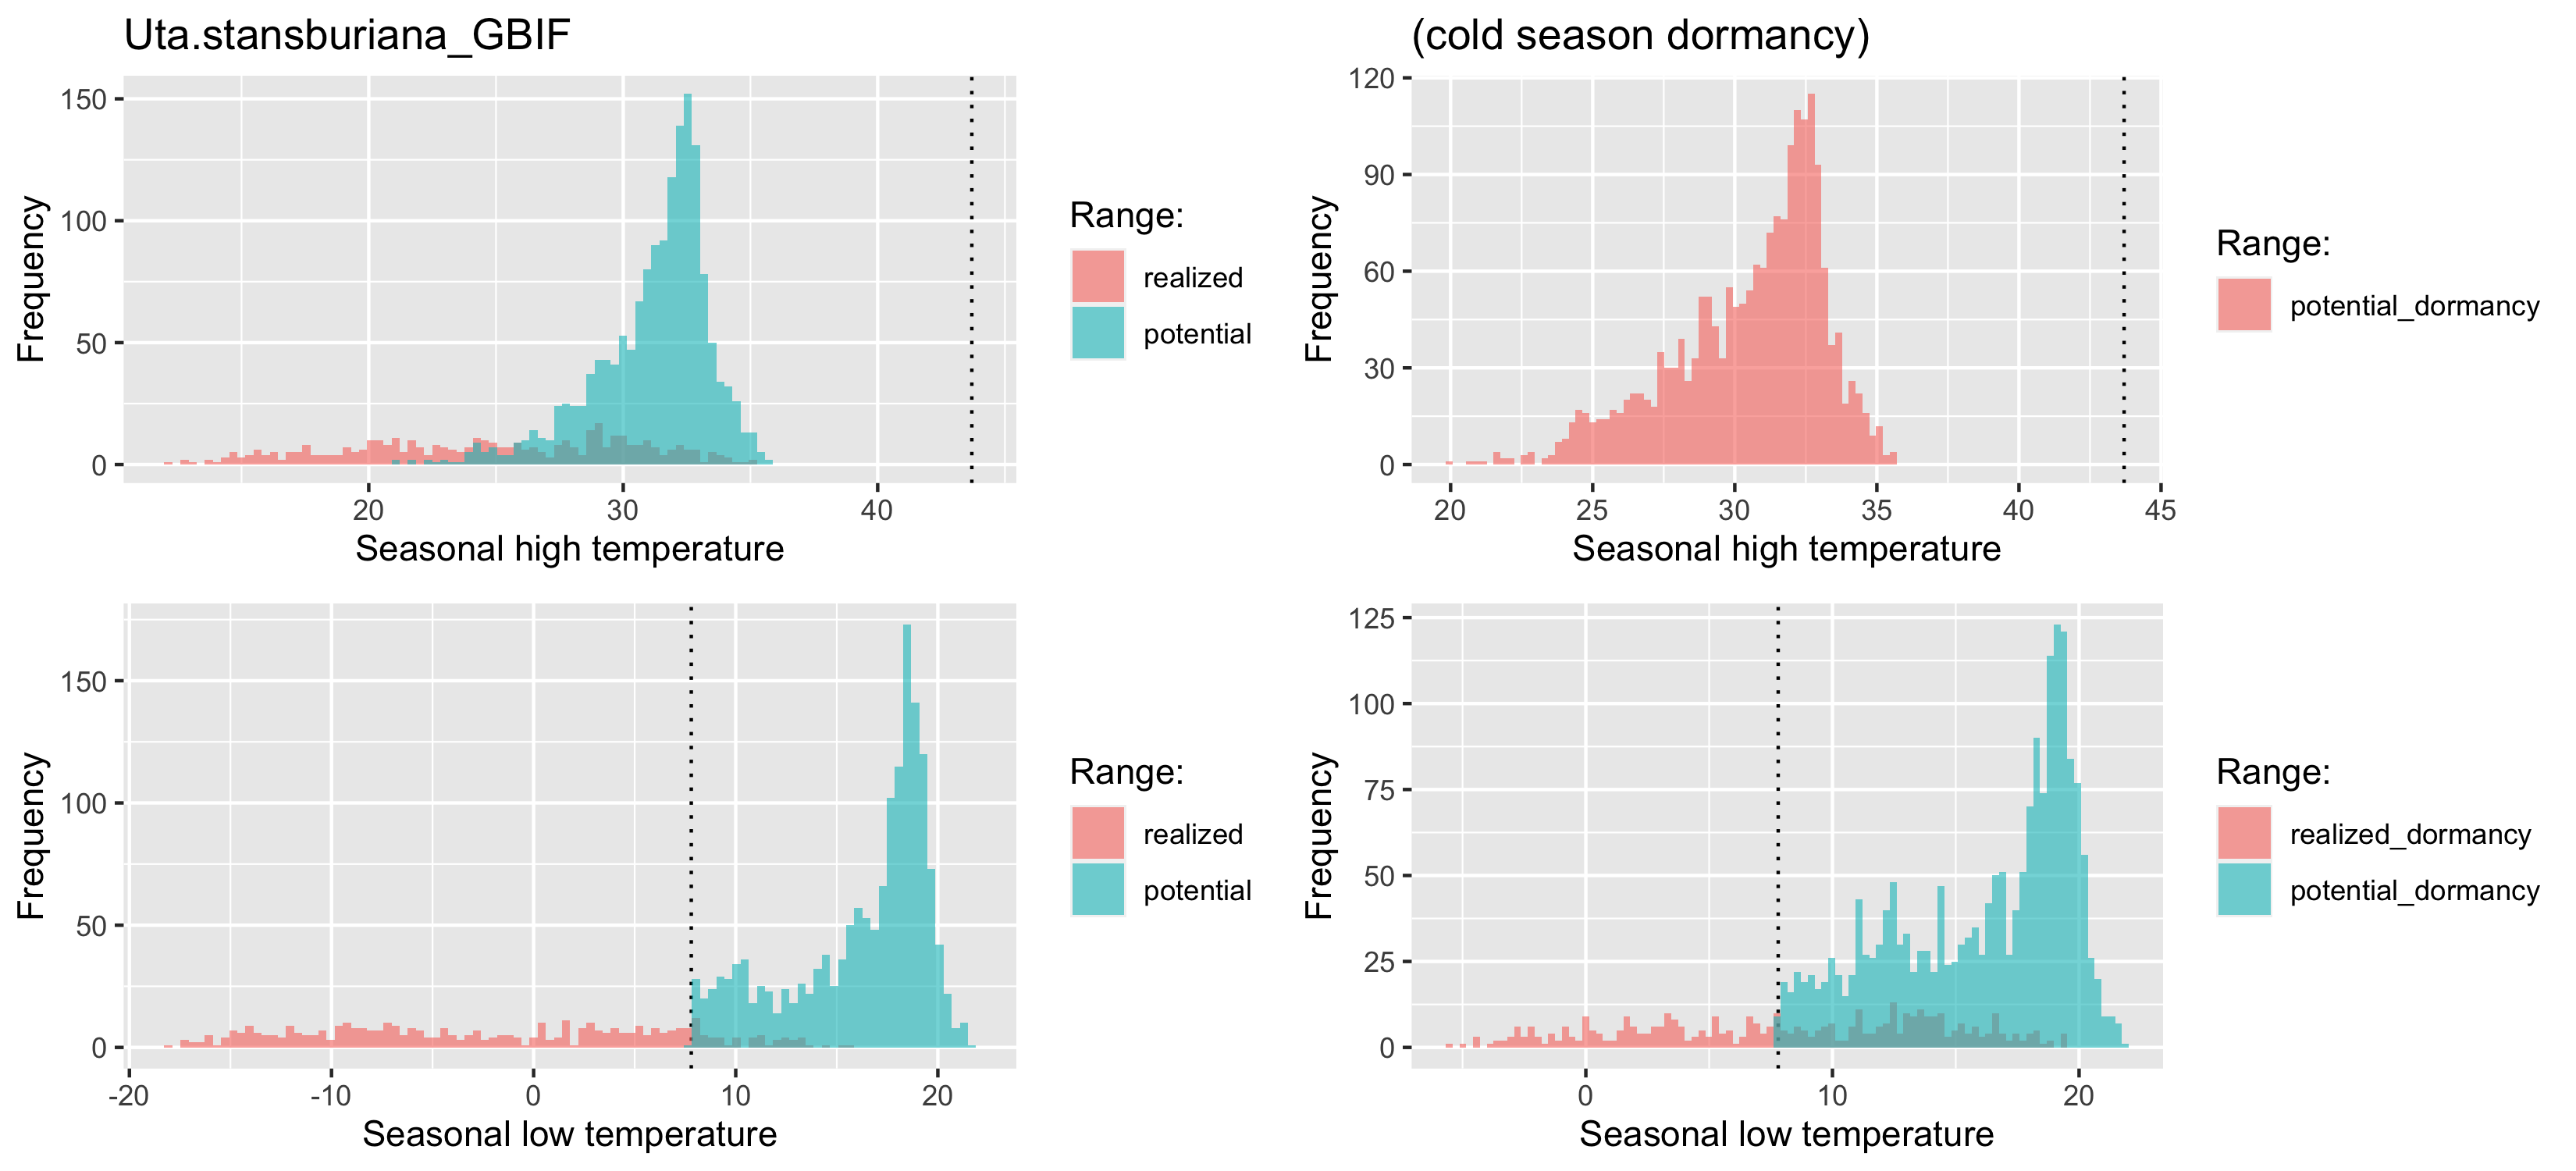 Uta.stansburiana_GBIF
150
100
50
0
Frequency
20
30
40
Seasonal high temperature
Range:
realized
potential
(cold season dormancy)
120
90
60
30
0
Frequency
20
25
30
35
40
45
Seasonal high temperature
Range:
potential_dormancy
150
100
50
0
Frequency
-20
-10
0
10
20
Seasonal low temperature
Range:
realized
potential
125
100
75
50
25
0
Frequency
0
10
20
Seasonal low temperature
Range:
realized_dormancy
potential_dormancy